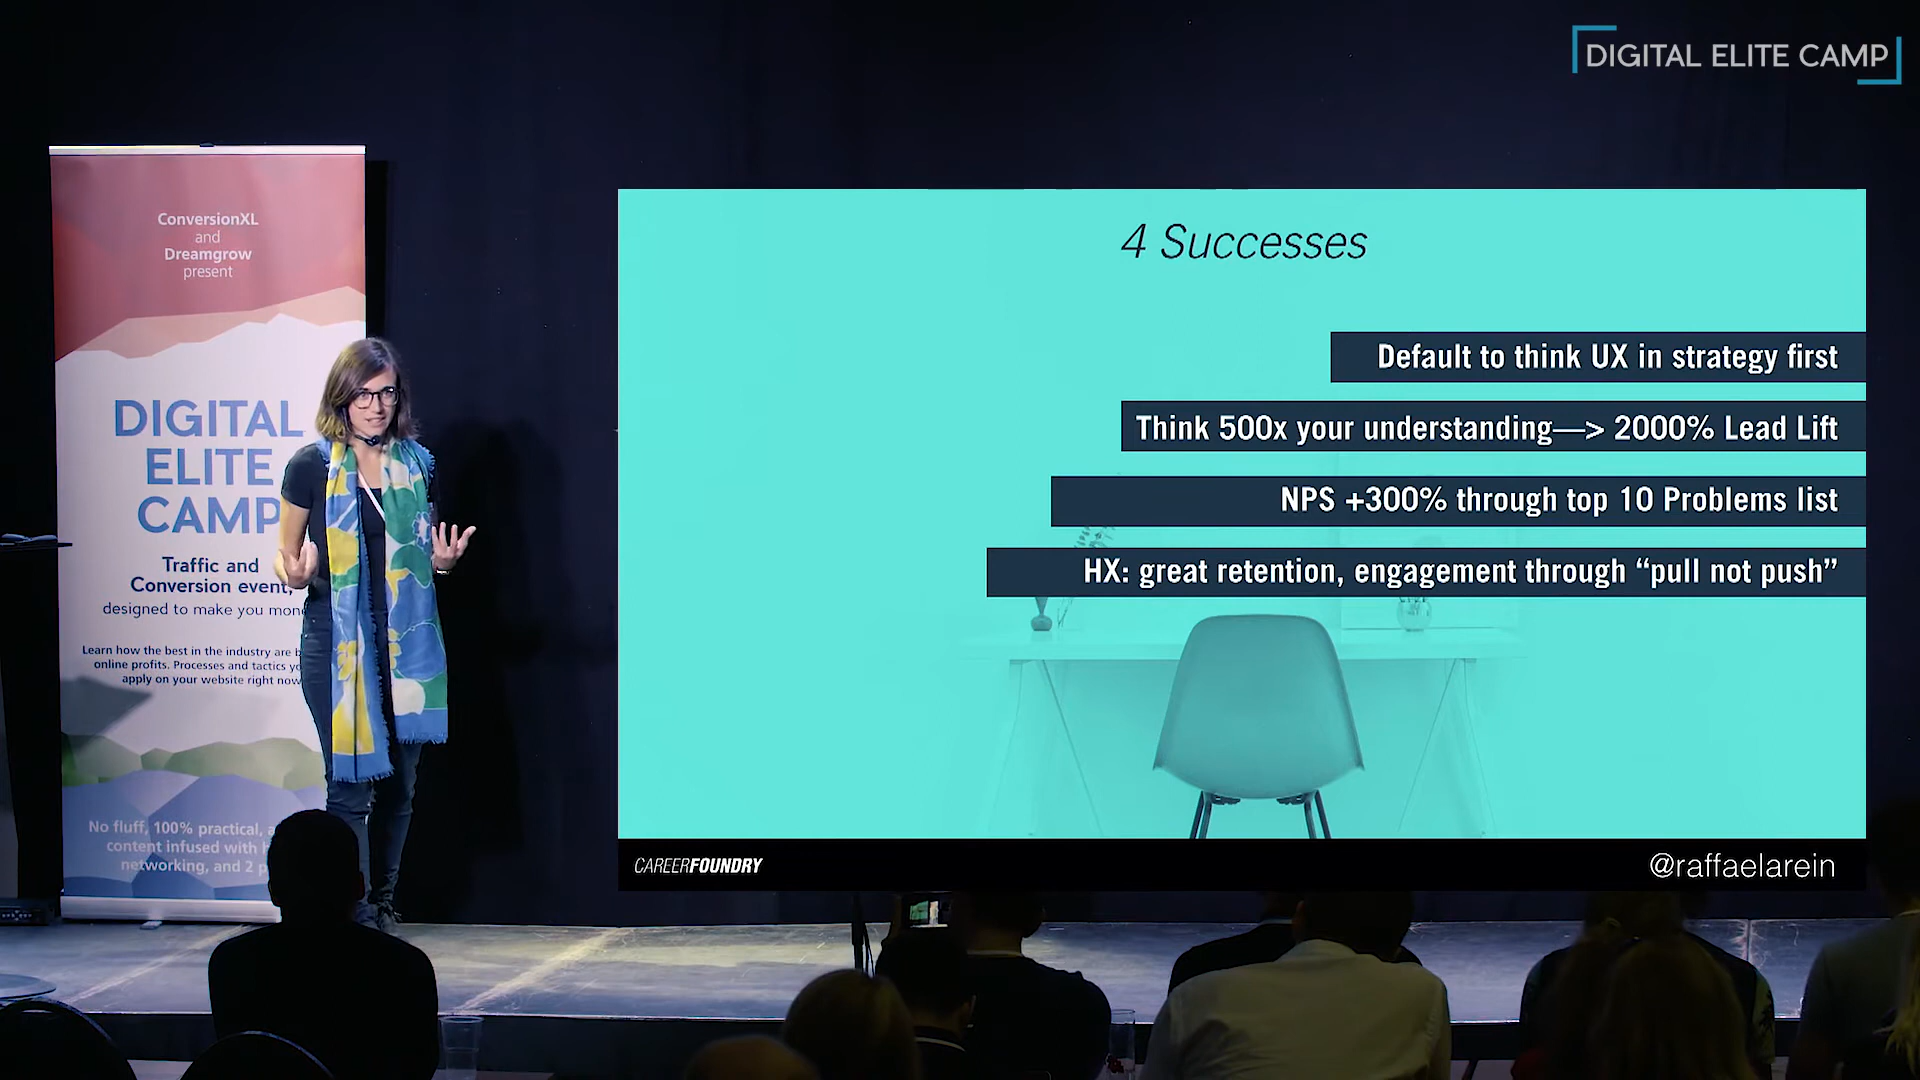 DIGITAL ELITE CAMP
ConversionXL
and
Dreamgrow
present
DIGITAL
ELITE
CAMP
Traffic and
Conversion event,
designed to make you
Learn how the best in the industry are
online profits. Processes and tactics
apply on your website right now
No fluff, 100% practical,
content infused with
networking, and 2
4 Successes
Default to think UX in strategy first
Think 500x your understanding—> 2000% Lead Lift
NPS +300% through top 10 Problems list
HX: great retention, engagement through “pull not push”
CAREERFOUNDRY
@raffaelarein